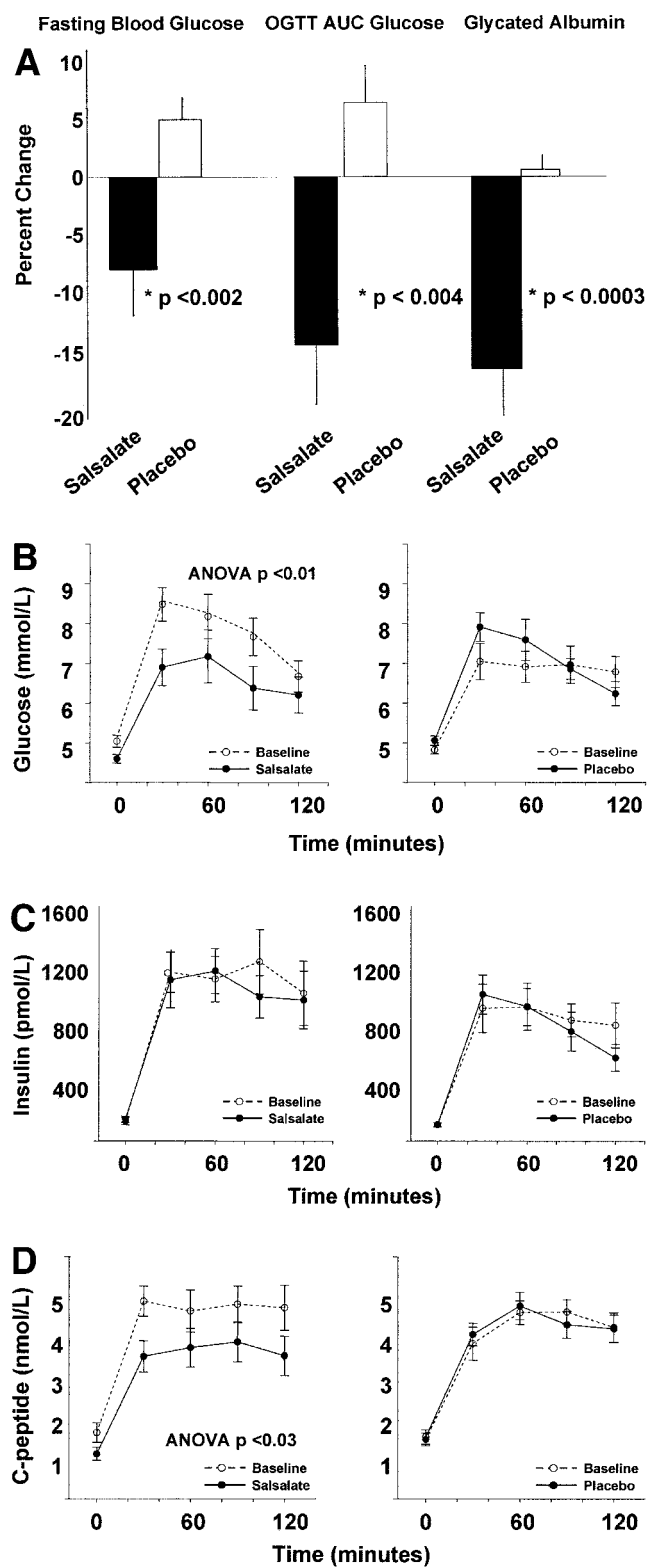 Fasting Blood Glucose OGTT AUC Glucose Glycated Albumin
A
Percent Change
10
5
0
-5
-10
-15
-20
* p <0.002
* p < 0.004
* p < 0.0003
Salsalate
Placebo
Salsalate
Placebo
Salsalate
Placebo
B
Glucose (mmol/L)
9
8
7
6
5
ANOVA p <0.01
Baseline
Salsalate
0 60 120
9
8
7
6
5
Baseline
Placebo
0 60 120
Time (minutes)
C
Insulin (pmol/L)
1600
1200
800
400
Baseline
Salsalate
0 60 120
1600
1200
800
400
Baseline
Placebo
0 60 120
Time (minutes)
D
C-peptide (nmol/L)
5
4
3
2
1
ANOVA p <0.03
Baseline
Salsalate
0 60 120
5
4
3
2
1
Baseline
Placebo
0 60 120
Time (minutes)